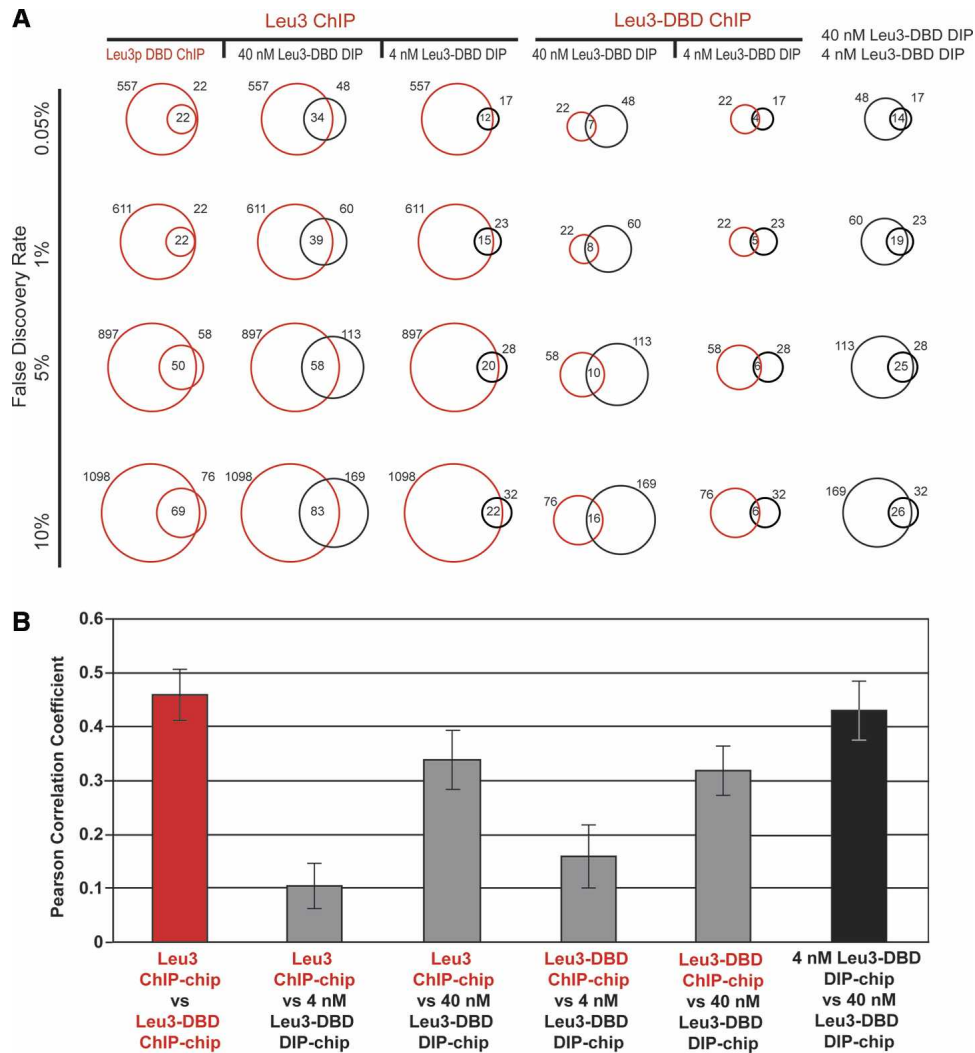 A
Leu3 ChIP
Leu3-DBD ChIP
40 nM Leu3-DBD DIP
4 nM Leu3-DBD DIP
Leu3p DBD ChIP
40 nM Leu3-DBD DIP
4 nM Leu3-DBD DIP
40 nM Leu3-DBD DIP
4 nM Leu3-DBD DIP
False Discovery Rate
0.05%
557 22 22
557 48 34
557 17 12
22 48 7
22 17 4
48 17 14
1%
611 22 22
611 60 39
611 23 15
22 60 8
22 23 5
60 23 19
5%
897 58 50
897 113 58
897 28 20
58 113 10
58 28 6
113 28 25
10%
1098 76 69
1098 169 83
1098 32 22
76 169 16
76 32 6
169 32 26
B
Pearson Correlation Coefficient
0.6
0.5
0.4
0.3
0.2
0.1
0
Leu3
ChIP-chip
vs
Leu3-DBD
ChIP-chip
Leu3
ChIP-chip
vs 4 nM
Leu3-DBD
DIP-chip
Leu3
ChIP-chip
vs 40 nM
Leu3-DBD
DIP-chip
Leu3-DBD
ChIP-chip
vs 4 nM
Leu3-DBD
DIP-chip
Leu3-DBD
ChIP-chip
vs 40 nM
Leu3-DBD
DIP-chip
4 nM Leu3-DBD
DIP-chip
vs 40 nM
Leu3-DBD
DIP-chip